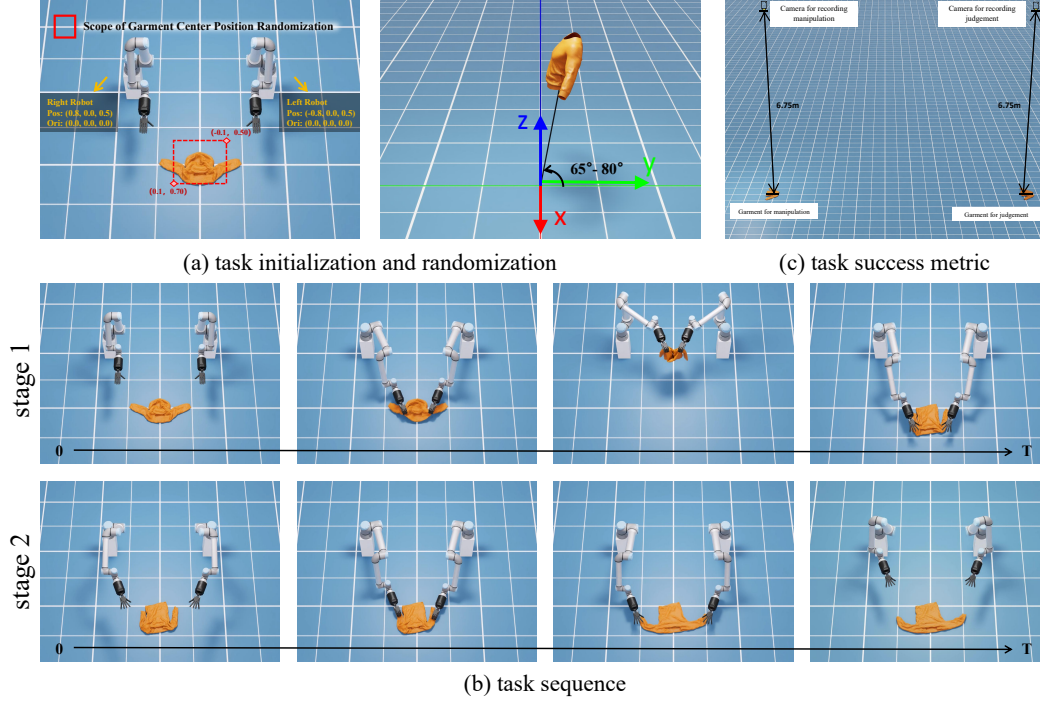 Scope of Garment Center Position Randomization
Right Robot
Pos: (0.8, 0.0, 0.5)
Ori: (0.0, 0.0, 0.0)
Left Robot
Pos: (-0.8, 0.0, 0.5)
Ori: (0.0, 0.0, 0.0)
(-0.1, 0.50)
(0.1, 0.70)
Z
Y
X
65°- 80°
Camera for recording
manipulation
Camera for recording
judgement
6.75m
6.75m
Garment for manipulation
Garment for judgement
(a) task initialization and randomization
(c) task success metric
stage 1
0
T
stage 2
0
T
(b) task sequence